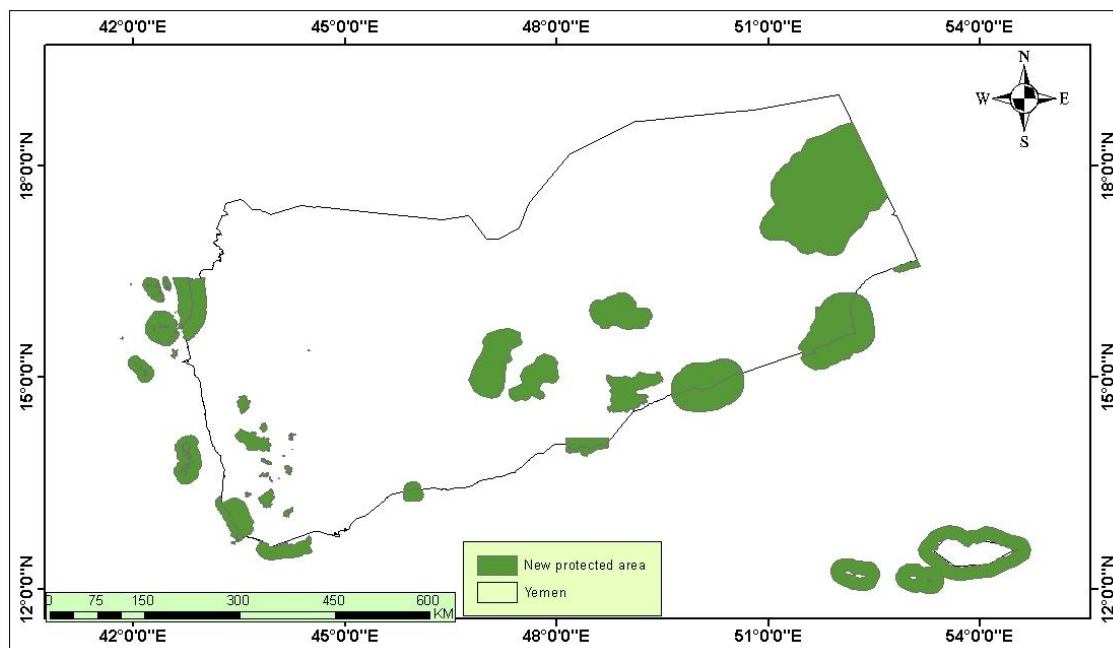 42°0'0"E 45°0'0"E 48°0'0"E 51°0'0"E 54°0'0"E
N
W E
S
18°0'0"N 18°0'0"N
15°0'0"N 15°0'0"N
12°0'0"N 12°0'0"N
New protected area
Yemen
0 75 150 300 450 600
KM
42°0'0"E 45°0'0"E 48°0'0"E 51°0'0"E 54°0'0"E